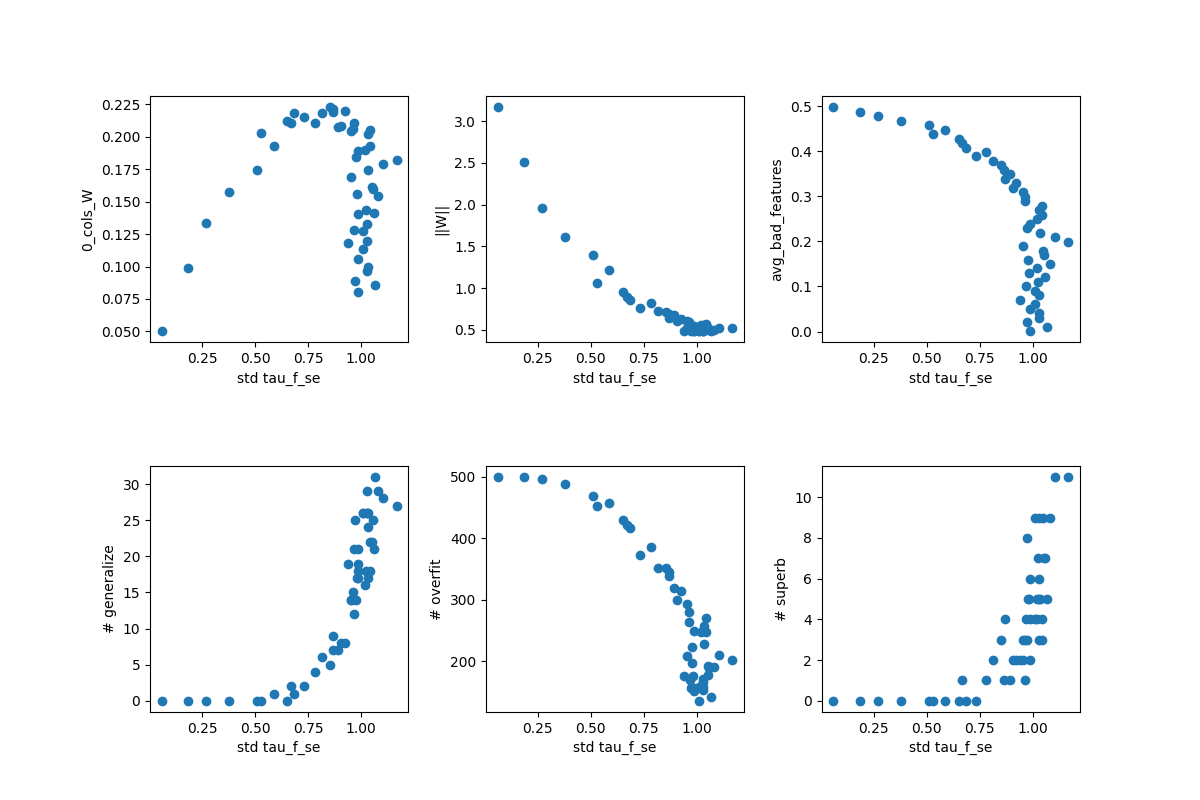 0.225
0.200
0.175
0.150
0.125
0.100
0.075
0.050
0_cols_W
0.25 0.50 0.75 1.00
std tau_f_se
3.0
2.5
2.0
1.5
1.0
0.5
||W||
0.25 0.50 0.75 1.00
std tau_f_se
0.5
0.4
0.3
0.2
0.1
0.0
avg_bad_features
0.25 0.50 0.75 1.00
std tau_f_se
30
25
20
15
10
5
0
# generalize
0.25 0.50 0.75 1.00
std tau_f_se
500
400
300
200
# overfit
0.25 0.50 0.75 1.00
std tau_f_se
10
8
6
4
2
0
# superb
0.25 0.50 0.75 1.00
std tau_f_se